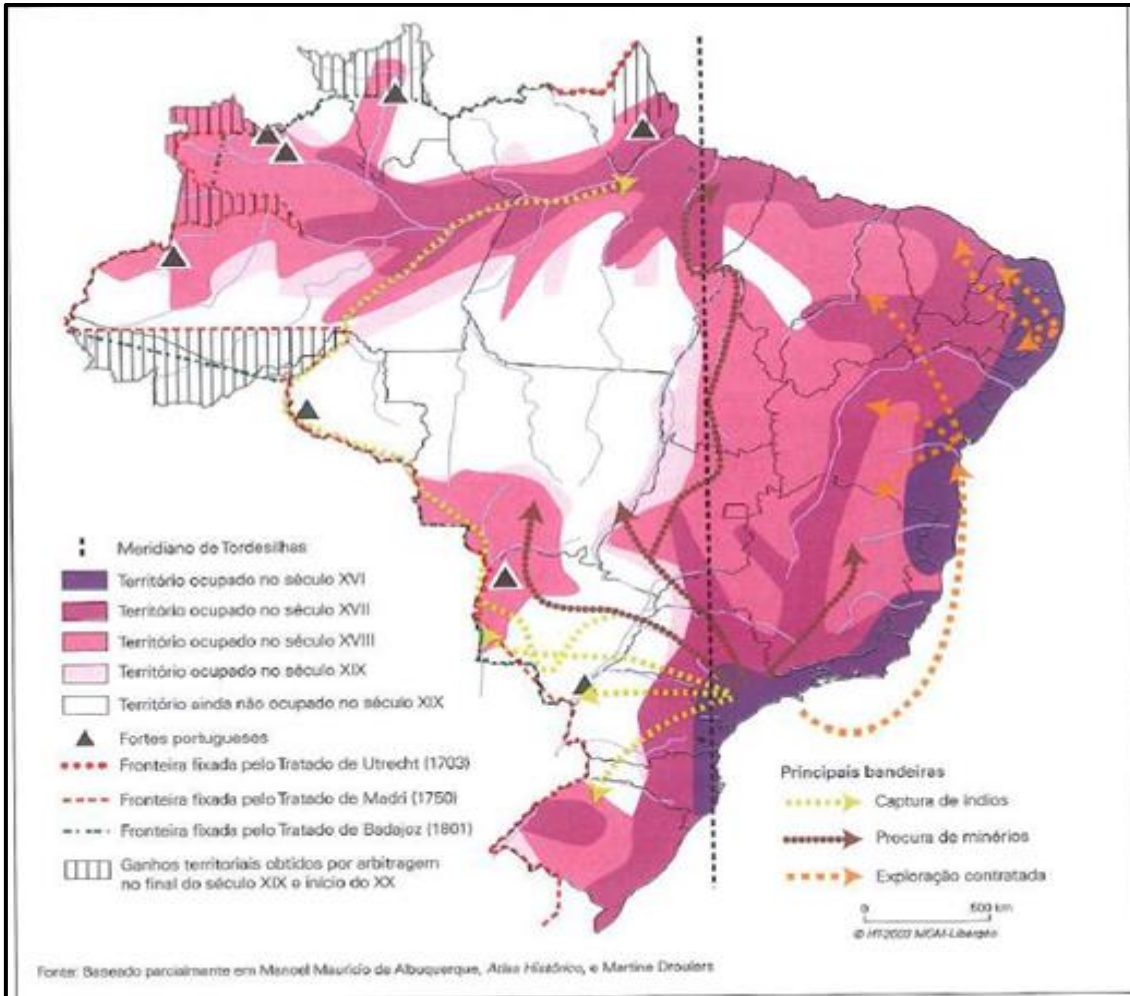 Meridiano de Tordesilhas
Território ocupado no século XVI
Território ocupado no século XVII
Território ocupado no século XVIII
Território ocupado no século XIX
Território ainda não ocupado no século XIX
Fortes portugueses
Fronteira fixada pelo Tratado de Utrecht (1703)
Fronteira fixada pelo Tratado de Madri (1750)
Fronteira fixada pelo Tratado de Badajoz (1801)
Ganhos territoriais obtidos por arbitragem
no final do século XIX e início do XX
Principais bandeiras
Captura de índios
Procura de minérios
Exploração contratada
0 500 km
© HT2003 MGM-Libergéo
Fonte: Baseado parcialmente em Manoel Mauricio de Albuquerque, Atlas Histórico, e Martine Droulers